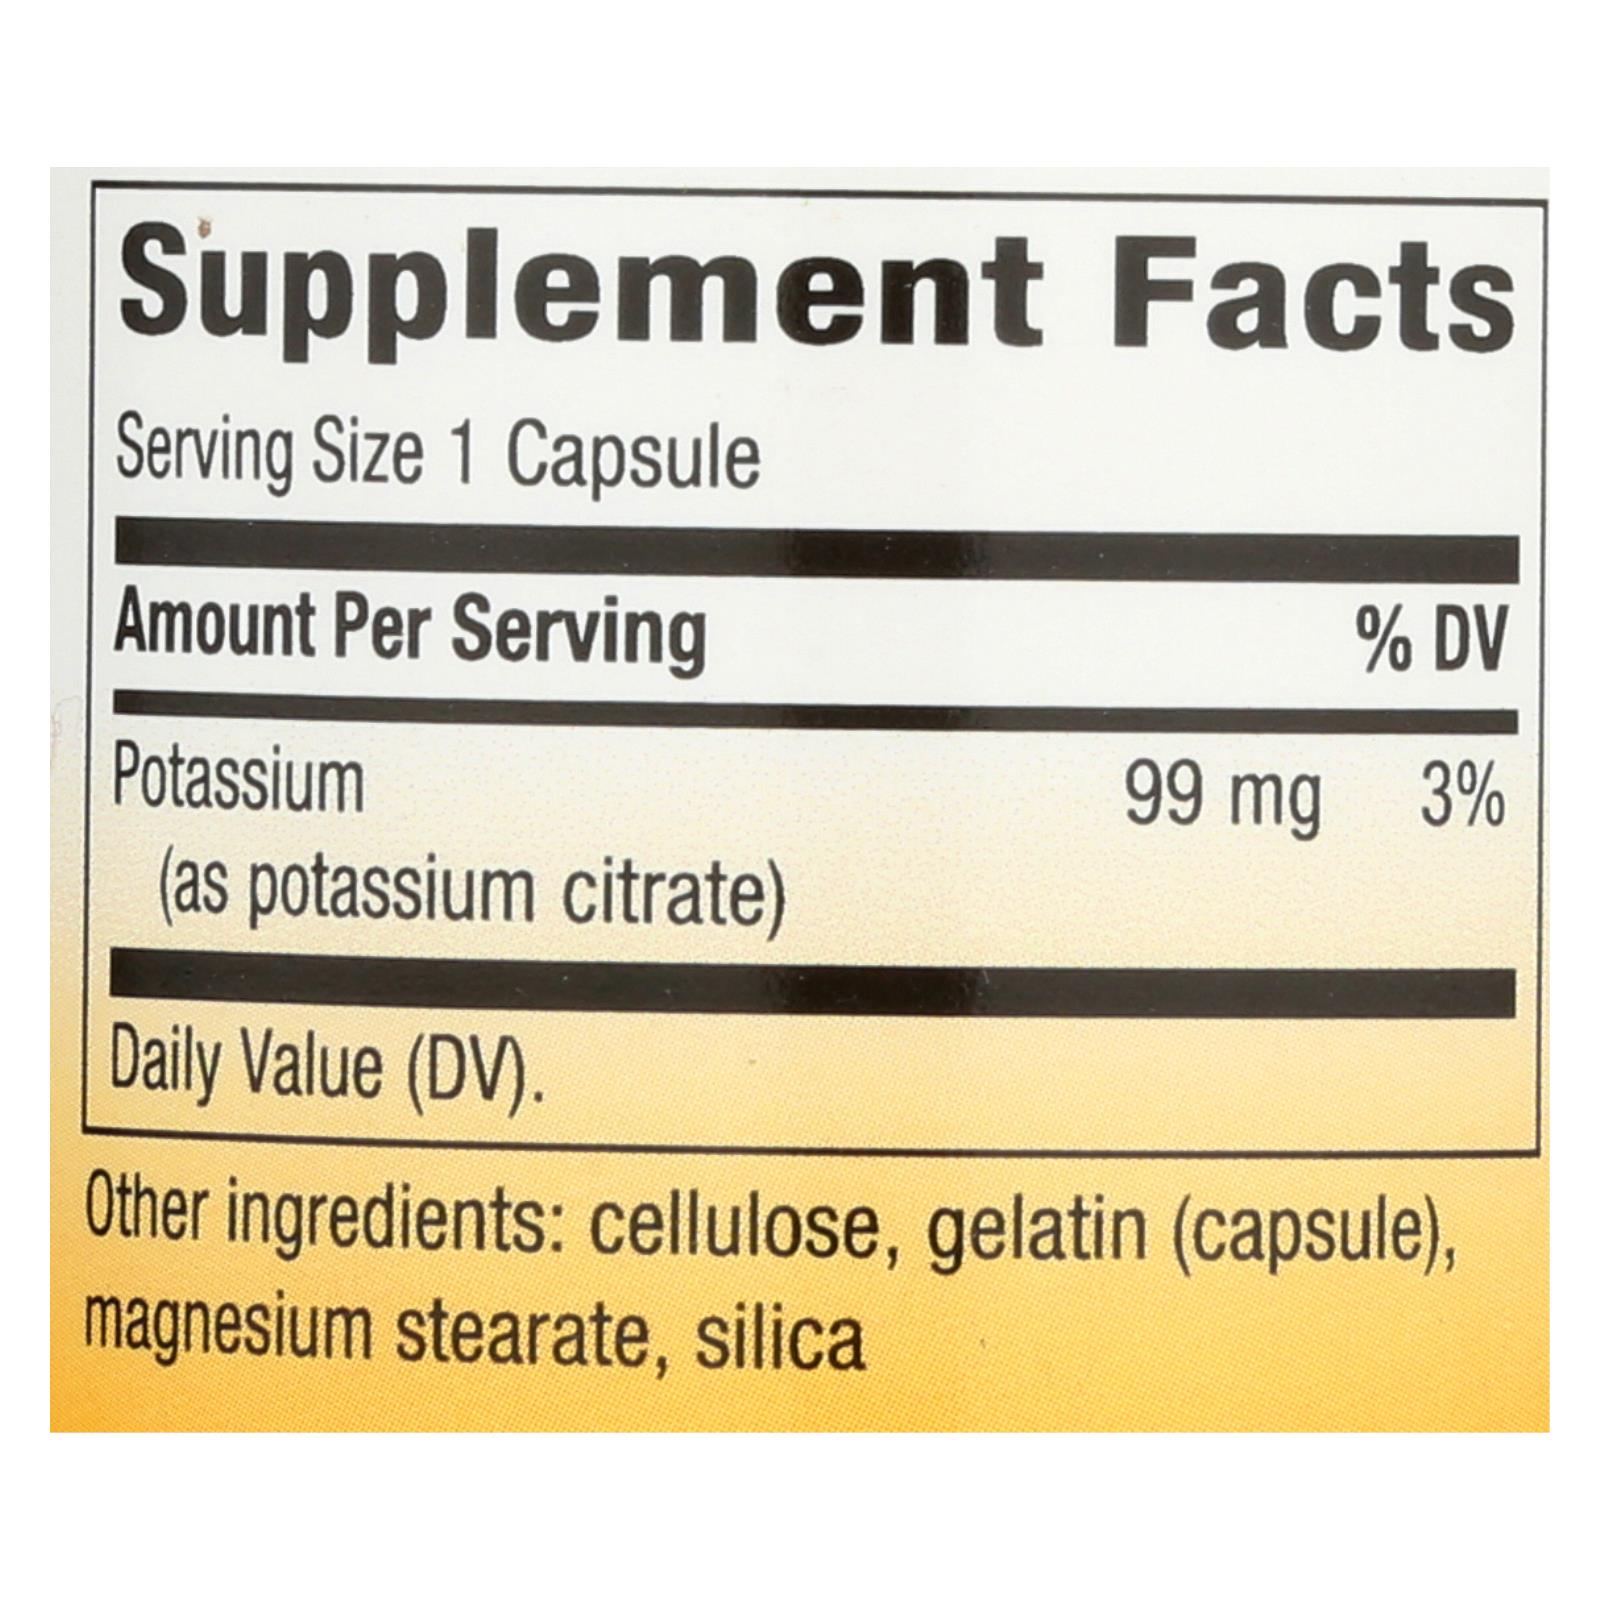 Supplement Facts
Serving Size 1 Capsule
Amount Per Serving % DV
Potassium 99 mg 3%
(as potassium citrate)
Daily Value (DV).
Other ingredients: cellulose, gelatin (capsule),
magnesium stearate, silica